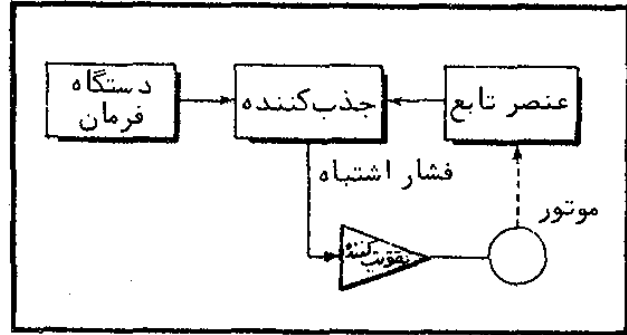 دستگاه
فرمان
جذب‌کننده
عنصر تابع
فشار اشتباه
موتور
تقویت‌کننده